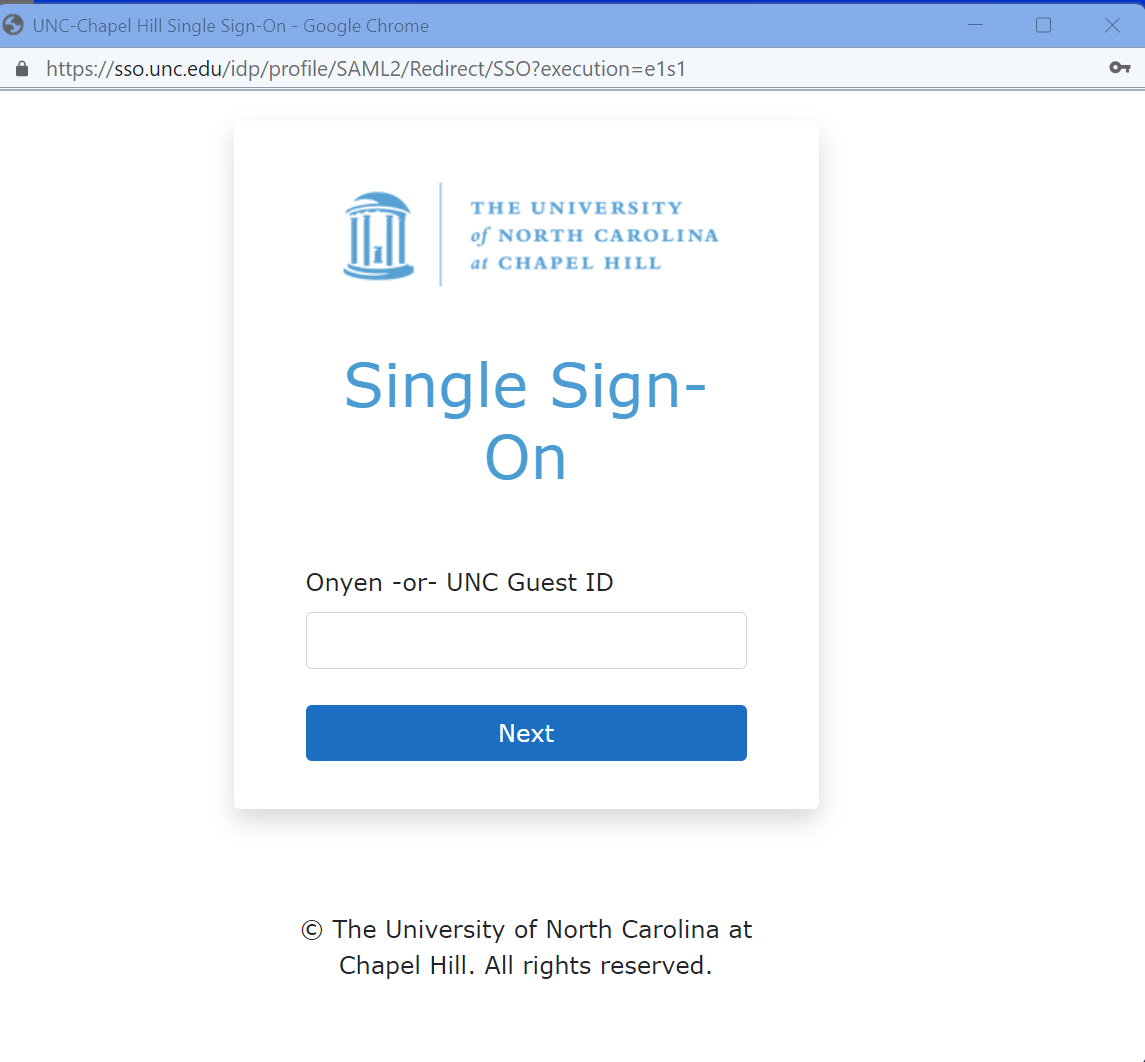 UNC-Chapel Hill Single Sign-On - Google Chrome
https://sso.unc.edu/idp/profile/SAML2/Redirect/SSO?execution=e1s1
THE UNIVERSITY
of NORTH CAROLINA
at CHAPEL HILL
Single Sign-
On
Onyen -or- UNC Guest ID
Next
© The University of North Carolina at
Chapel Hill. All rights reserved.